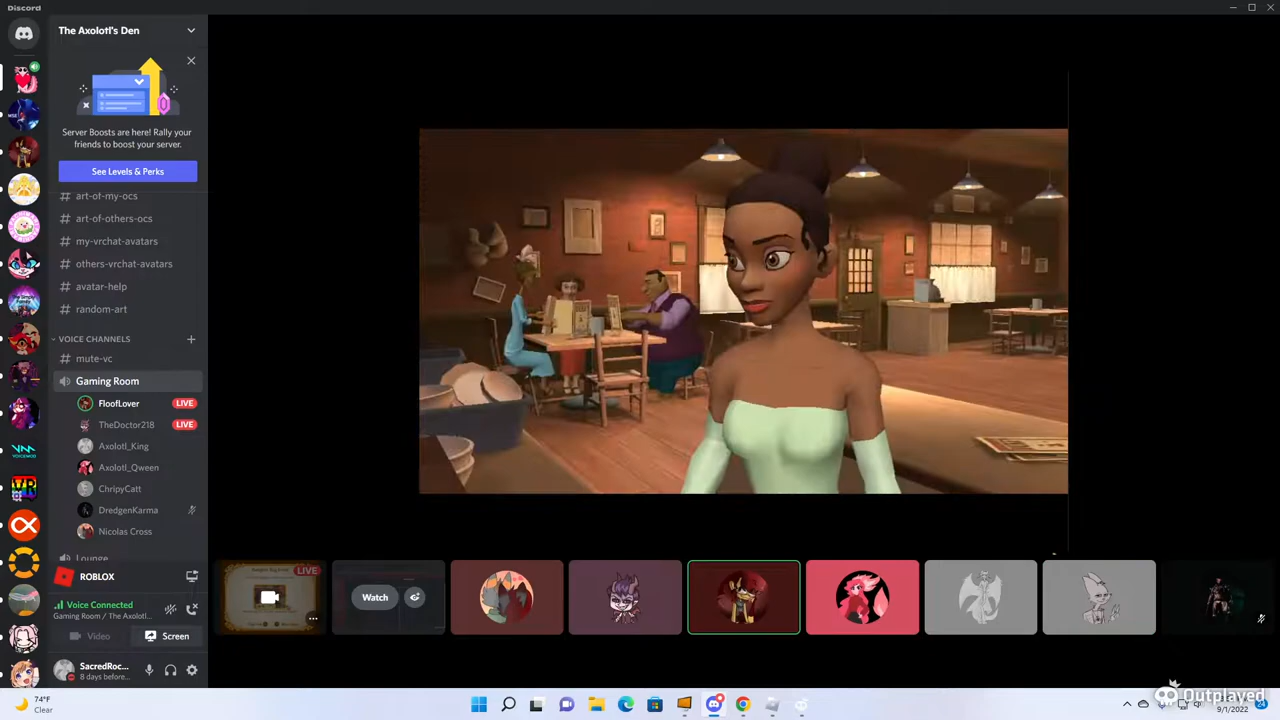 Discord
The Axolotl's Den
Server Boosts are here! Rally your
friends to boost your server.
See Levels & Perks
# art-of-my-ocs
# art-of-others-ocs
# my-vrchat-avatars
# others-vrchat-avatars
# avatar-help
# random-art
VOICE CHANNELS
# mute-vc
Gaming Room
FloofLover LIVE
TheDoctor218 LIVE
Axolotl_King
Axolotl_Qween
ChripyCatt
DredgenKarma
Nicolas Cross
Lounge
ROBLOX
Voice Connected
Gaming Room / The Axolotl...
Video
Screen
SacredRoc...
8 days before...
LIVE
Watch
74°F
Clear
9/1/2022
24
Outplayed